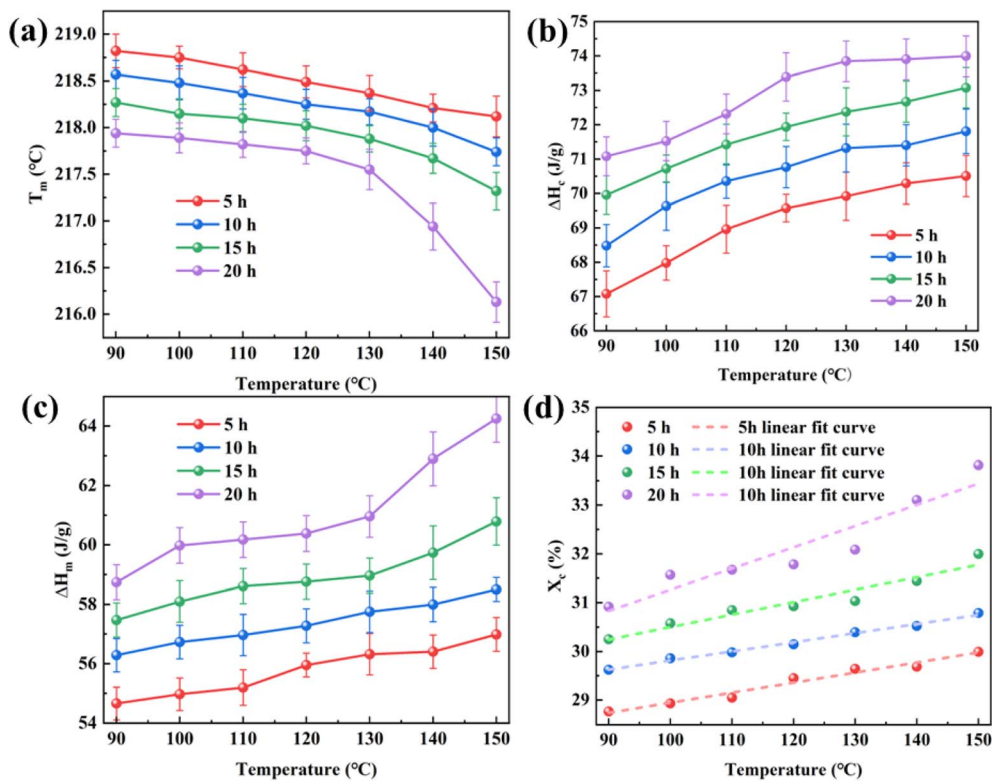 (a)
219.0
218.5
218.0
217.5
217.0
216.5
216.0
T_m (℃)
5 h
10 h
15 h
20 h
90 100 110 120 130 140 150
Temperature (℃)
(b)
75
74
73
72
71
70
69
68
67
66
ΔH_c (J/g)
5 h
10 h
15 h
20 h
90 100 110 120 130 140 150
Temperature (℃)
(c)
64
62
60
58
56
54
ΔH_m (J/g)
5 h
10 h
15 h
20 h
90 100 110 120 130 140 150
Temperature (℃)
(d)
35
34
33
32
31
30
29
X_c (%)
5 h 5h linear fit curve
10 h 10h linear fit curve
15 h 10h linear fit curve
20 h 10h linear fit curve
90 100 110 120 130 140 150
Temperature (℃)